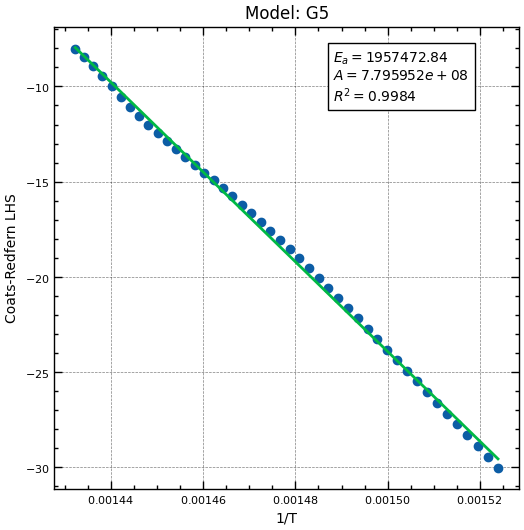 Model: G5
E_a = 1957472.84
A = 7.795952e + 08
R² = 0.9984
Coats-Redfern LHS
−10
−15
−20
−25
−30
0.00144 0.00146 0.00148 0.00150 0.00152
1/T